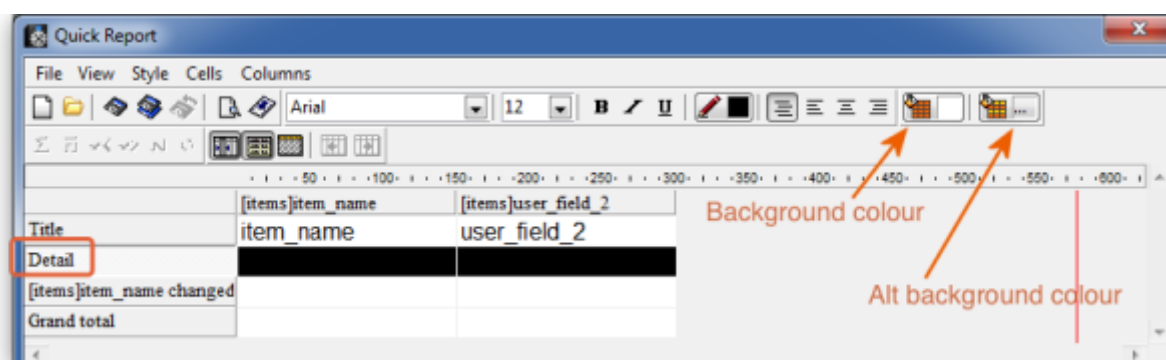 Quick Report
x
File View Style Cells Columns
Arial 12 B I U ...
50 100 150 200 250 300 350 400 450 500 550 600
[items]item_name [items]user_field_2
Background colour
Title item_name user_field_2
Detail
[items]item_name changed
Alt background colour
Grand total